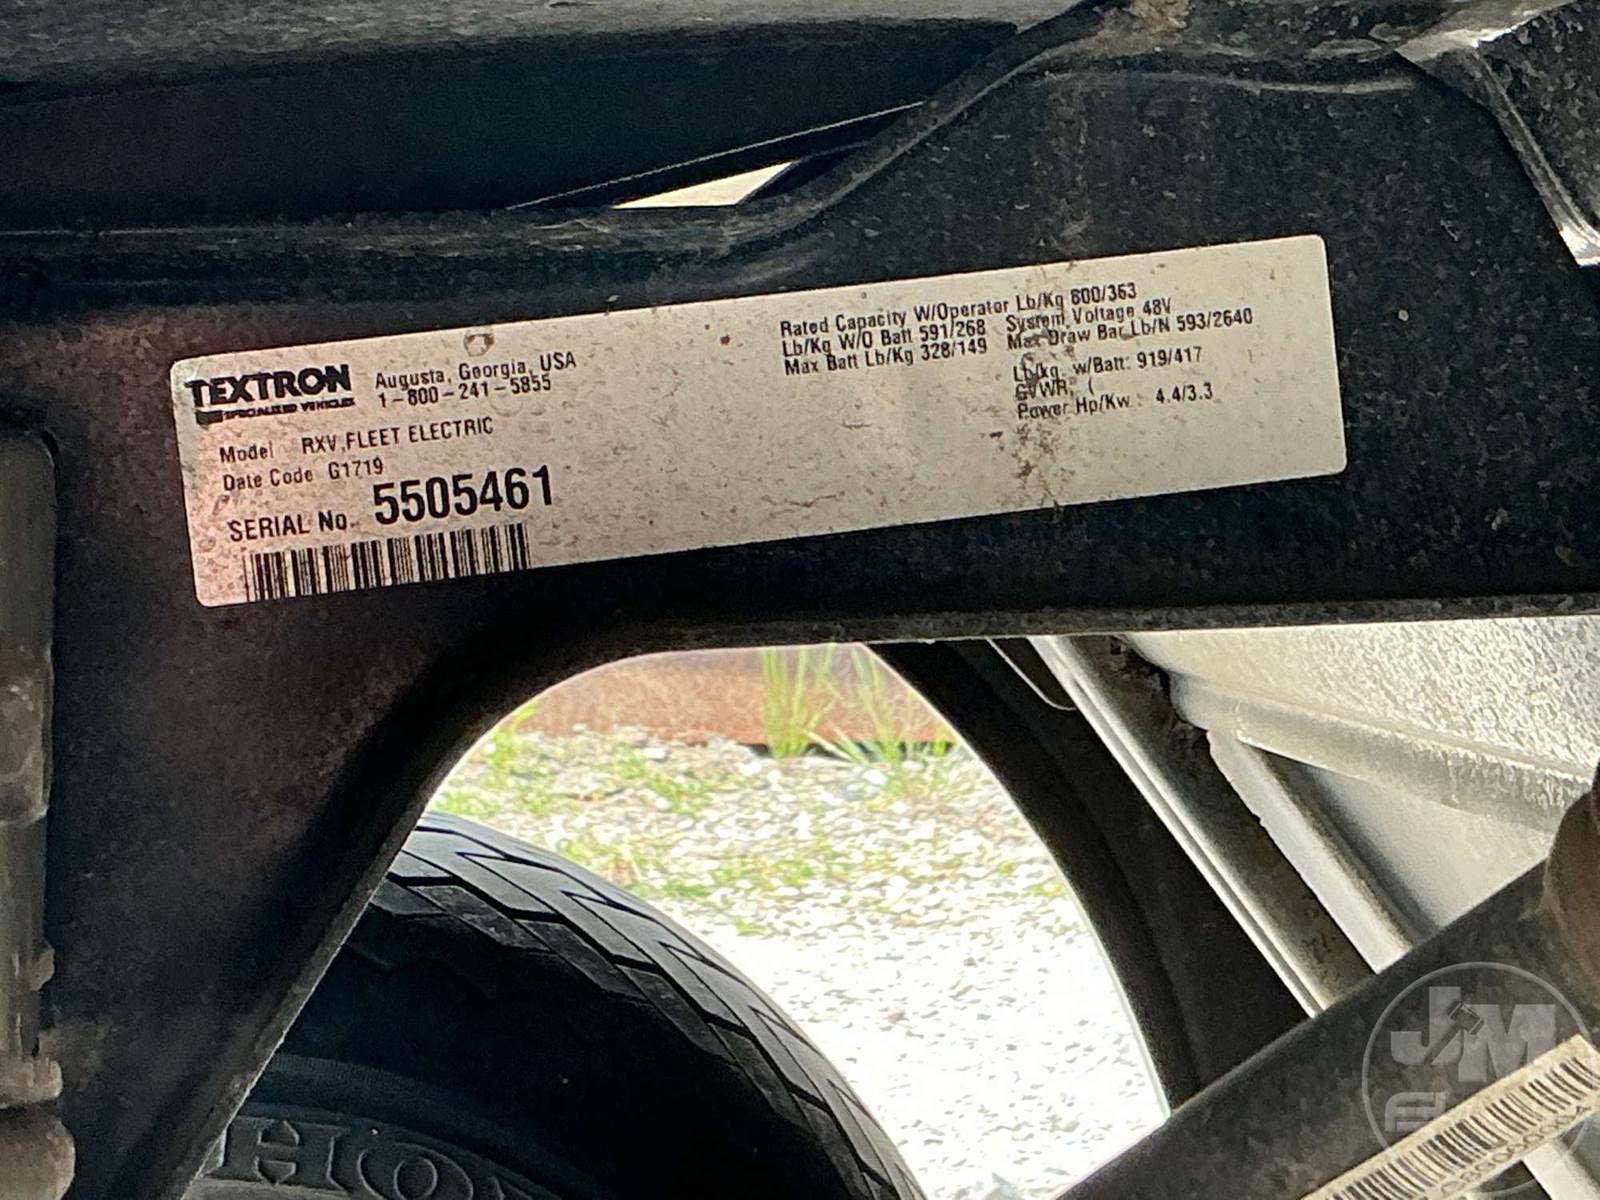 TEXTRON
SPECIALIZED VEHICLES
Augusta, Georgia, USA
1-800-241-5855
Model RXV,FLEET ELECTRIC
Date Code G1719
SERIAL No. 5505461
Rated Capacity W/Operator Lb/Kg 800/363
Lb/Kg W/O Batt 591/268 System Voltage 48V
Max Batt Lb/Kg 328/149 Max Draw Bar Lb/N 593/2640
Lb/kg. w/Batt: 919/417
GVWR: (
Power Hp/Kw : 4.4/3.3
JM